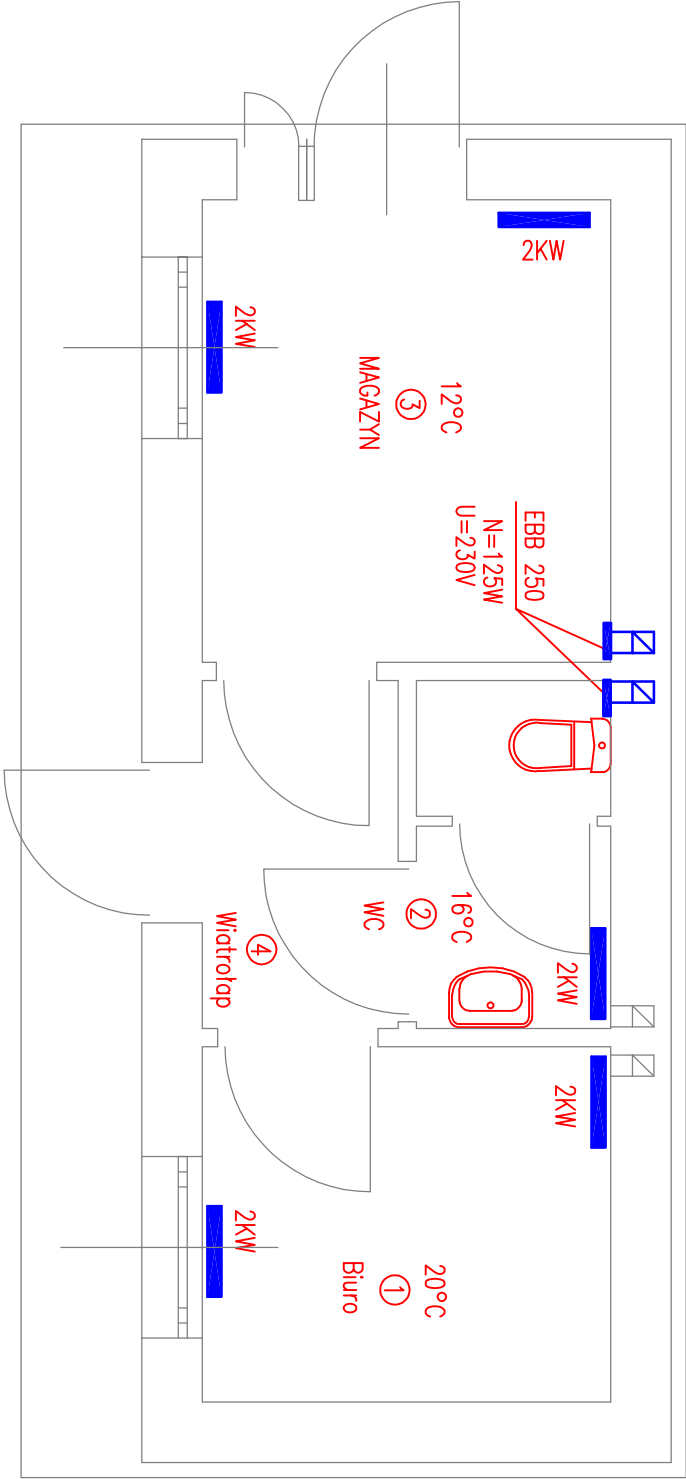 2KW
2KW
12°C
3
MAGAZYN
EBB 250
N=125W
U=230V
16°C
2
WC
2KW
4
Wiatrołap
2KW
2KW
20°C
1
Biuro